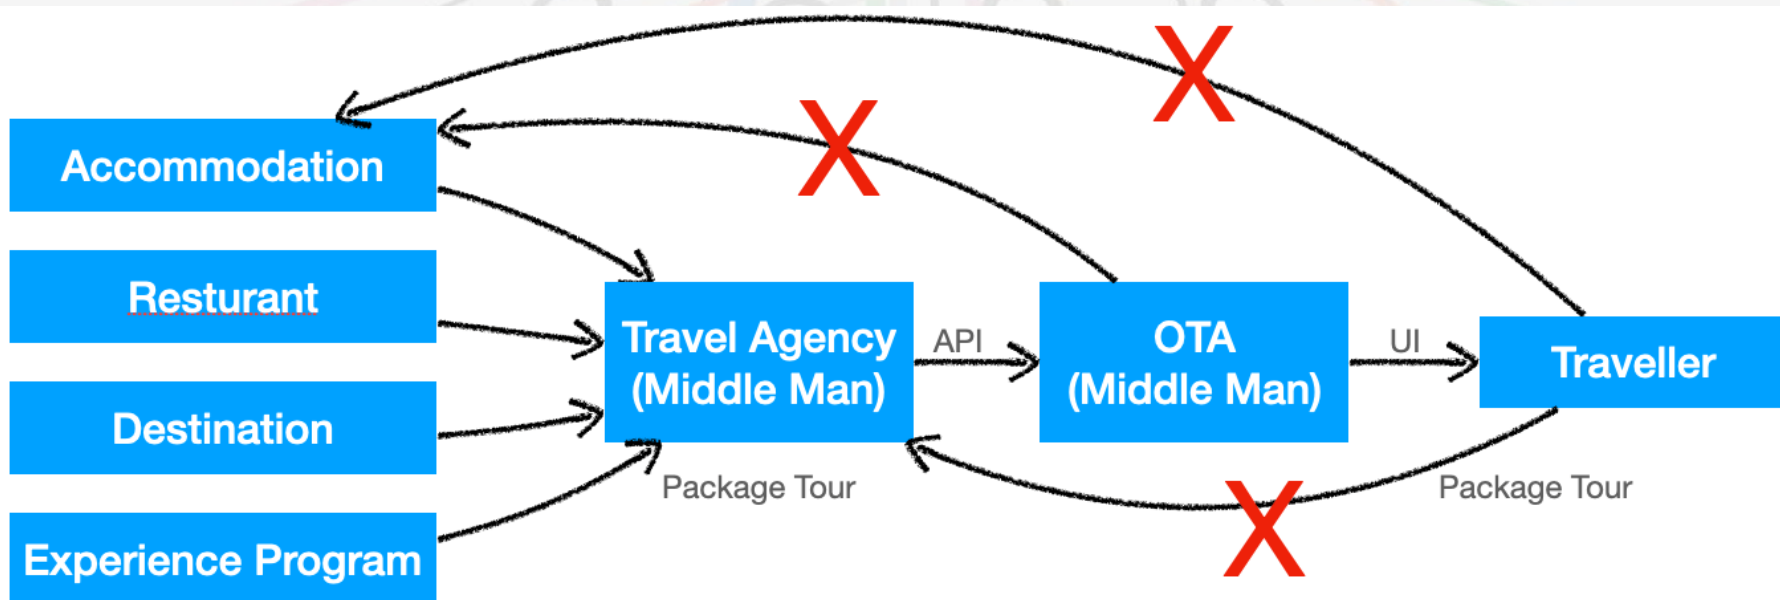 Accommodation
Resturant
Destination
Experience Program
Travel Agency
(Middle Man)
API
OTA
(Middle Man)
UI
Traveller
Package Tour
Package Tour
X
X
X